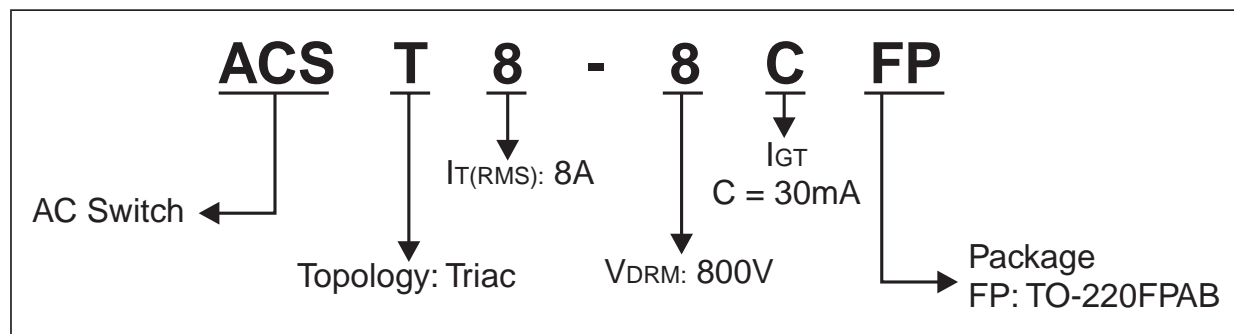 ACS T 8 - 8 C FP
IT(RMS): 8A
IGT
C = 30mA
AC Switch
Topology: Triac
VDRM: 800V
Package
FP: TO-220FPAB